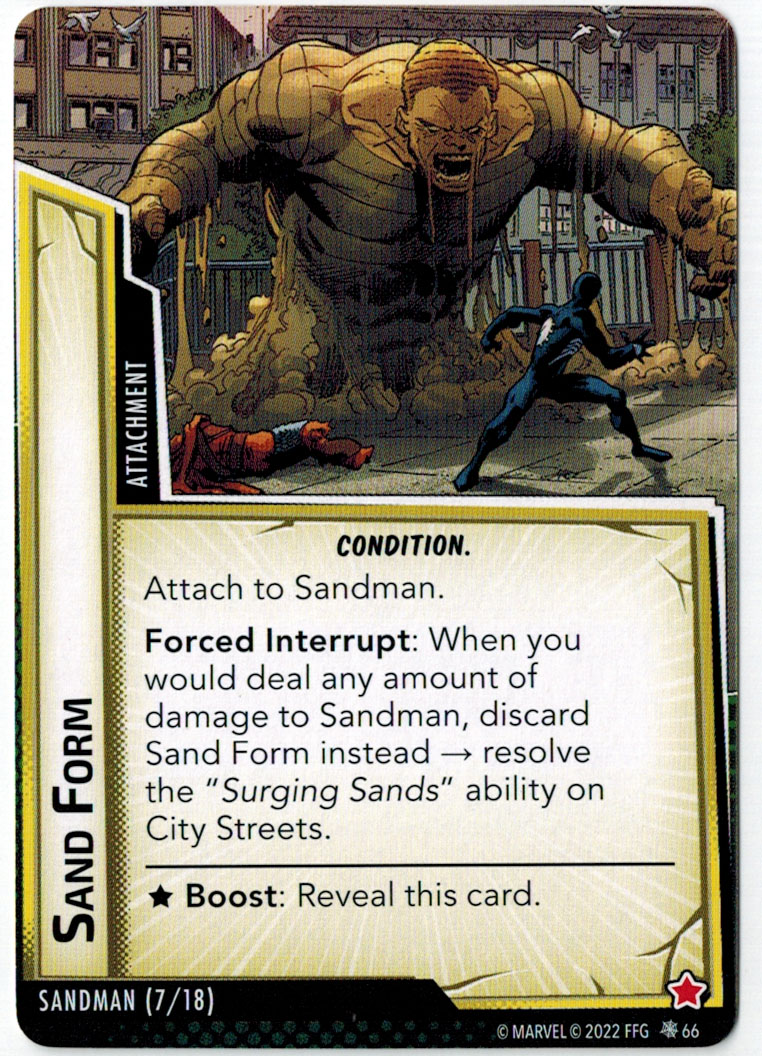 ATTACHMENT
SAND FORM
CONDITION.
Attach to Sandman.
Forced Interrupt: When you
would deal any amount of
damage to Sandman, discard
Sand Form instead → resolve
the "Surging Sands" ability on
City Streets.
★ Boost: Reveal this card.
SANDMAN (7/18)
© MARVEL © 2022 FFG 66